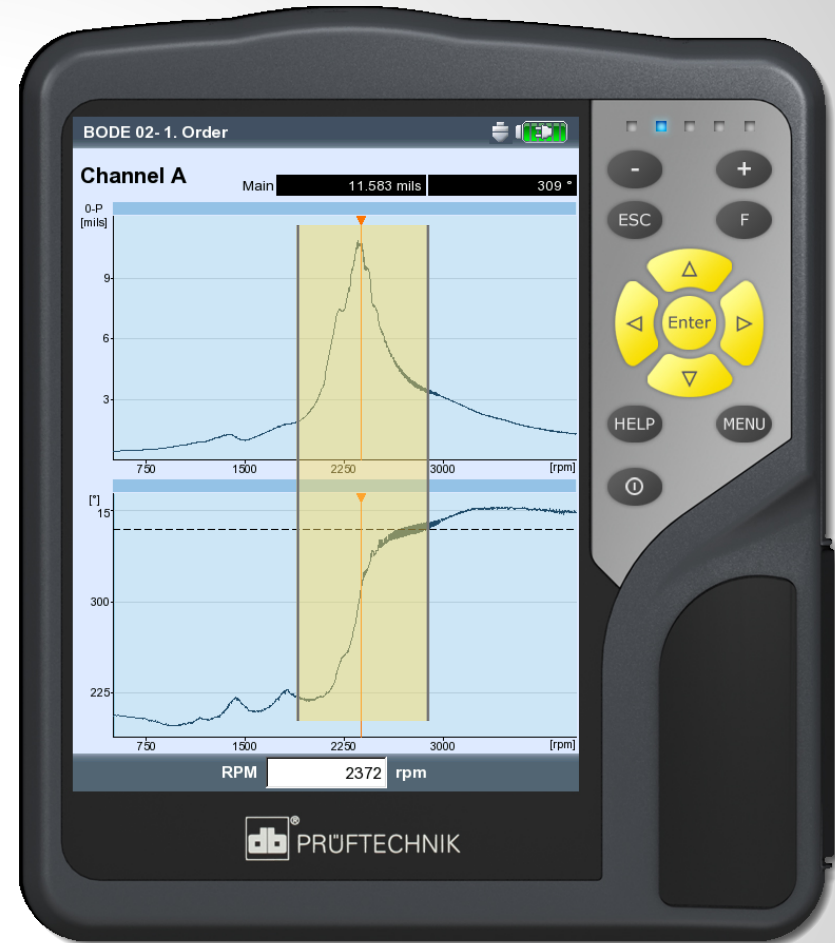 BODE 02- 1. Order
Channel A
Main 11.583 mils 309 °
0-P
[mils]
9
6
3
750 1500 2250 3000 [rpm]
[°]
15
300
225
750 1500 2250 3000 [rpm]
RPM 2372 rpm
db® PRÜFTECHNIK
- +
ESC F
Enter
HELP MENU